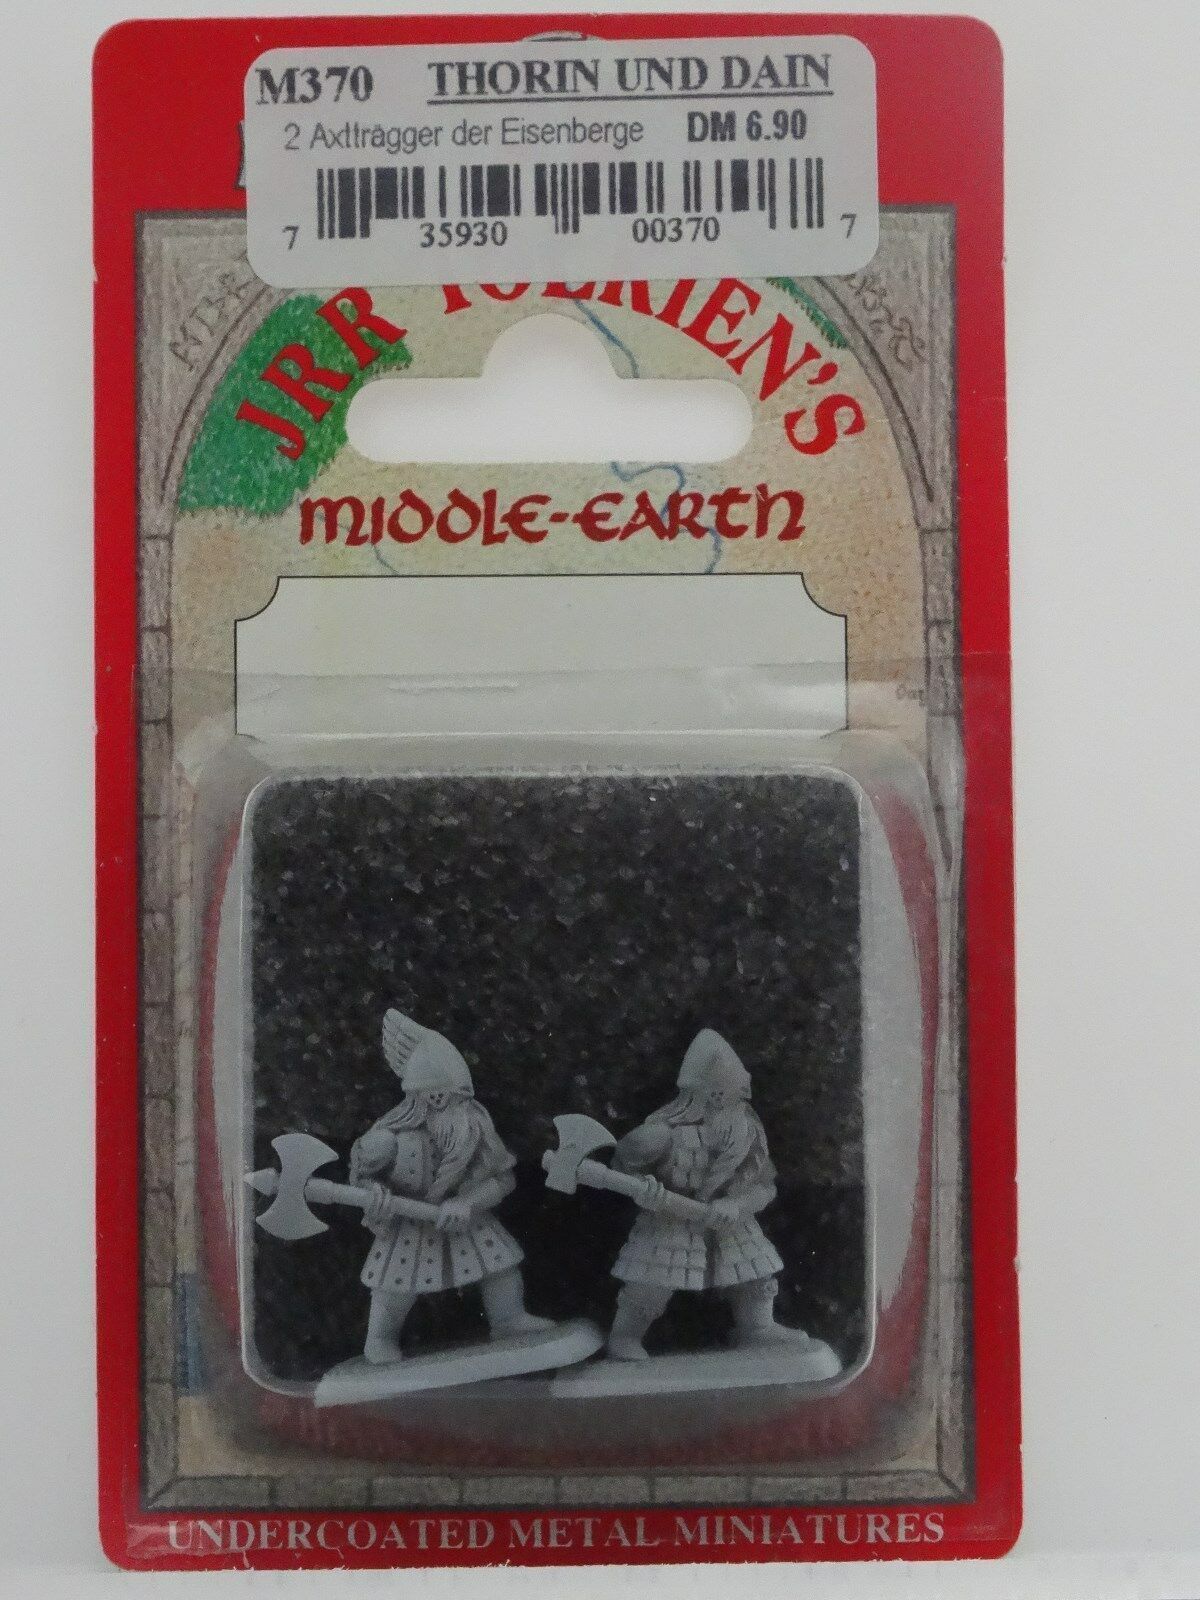 M370 THORIN UND DAIN
2 Axtträgger der Eisenberge DM 6.90
7 35930 00370 7
JRR TOLKIEN'S
MIDDLE-EARTH
UNDERCOATED METAL MINIATURES